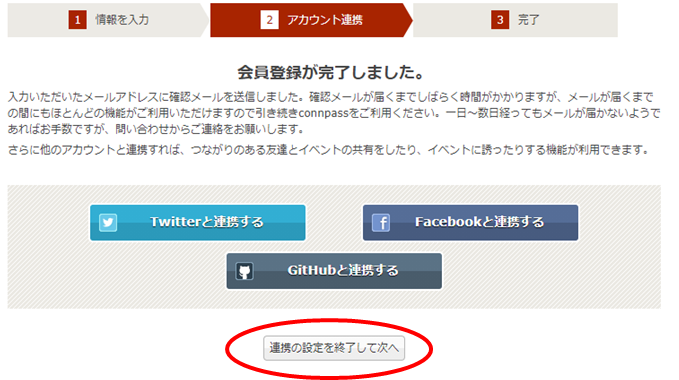 1 情報を入力
2 アカウント連携
3 完了
会員登録が完了しました。
入力いただいたメールアドレスに確認メールを送信しました。確認メールが届くまでしばらく時間がかかりますが、メールが届くまで
の間にもほとんどの機能がご利用いただけますので引き続きconnpassをご利用ください。一日〜数日経ってもメールが届かないようで
あればお手数ですが、問い合わせからご連絡をお願いします。
さらに他のアカウントと連携すれば、つながりのある友達とイベントの共有をしたり、イベントに誘ったりする機能が利用できます。
Twitterと連携する
Facebookと連携する
GitHubと連携する
連携の設定を終了して次へ